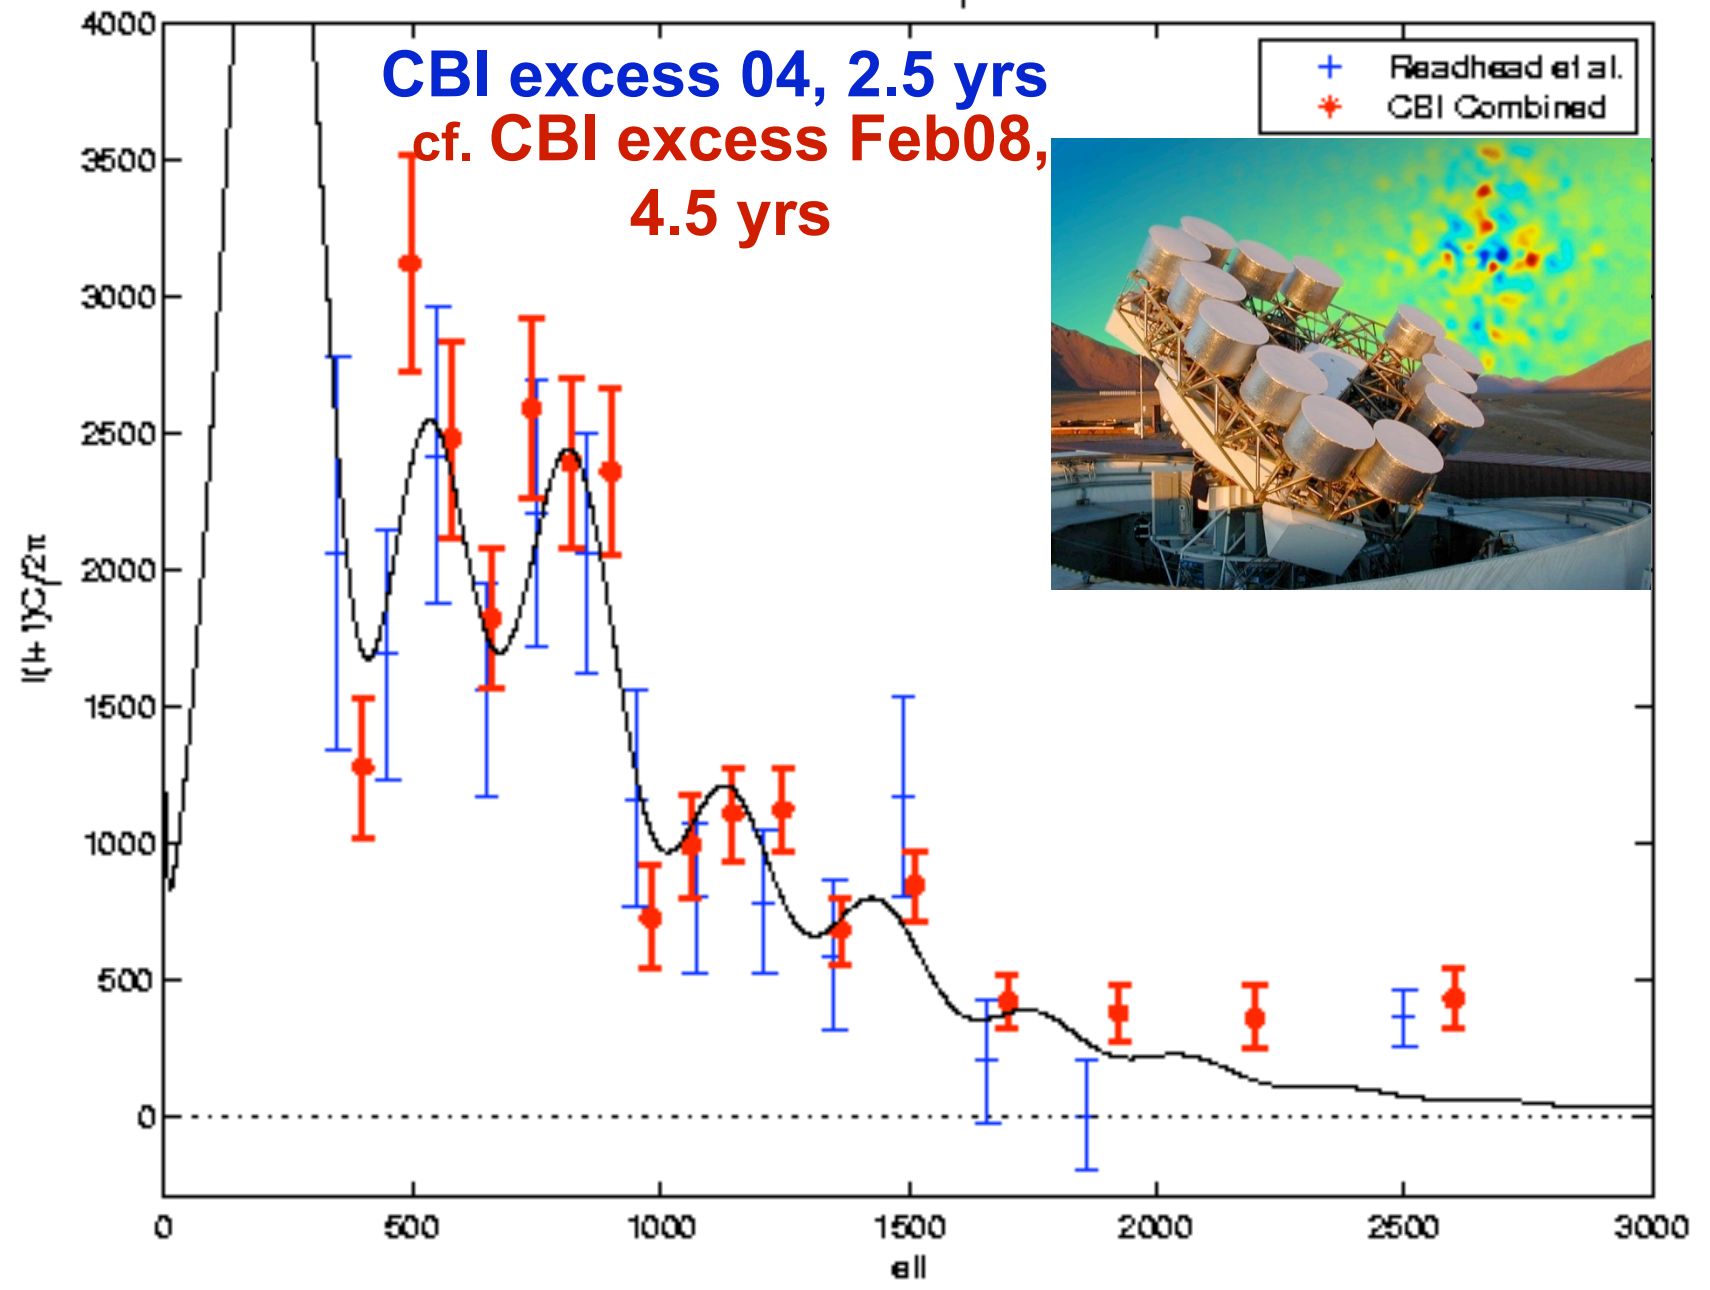 CBI excess 04, 2.5 yrs
cf. CBI excess Feb08,
4.5 yrs
Readhead et al.
CBI Combined
4000
3500
3000
2500
2000
1500
1000
500
0
l(l+1)C_l/2π
0 500 1000 1500 2000 2500 3000
ell